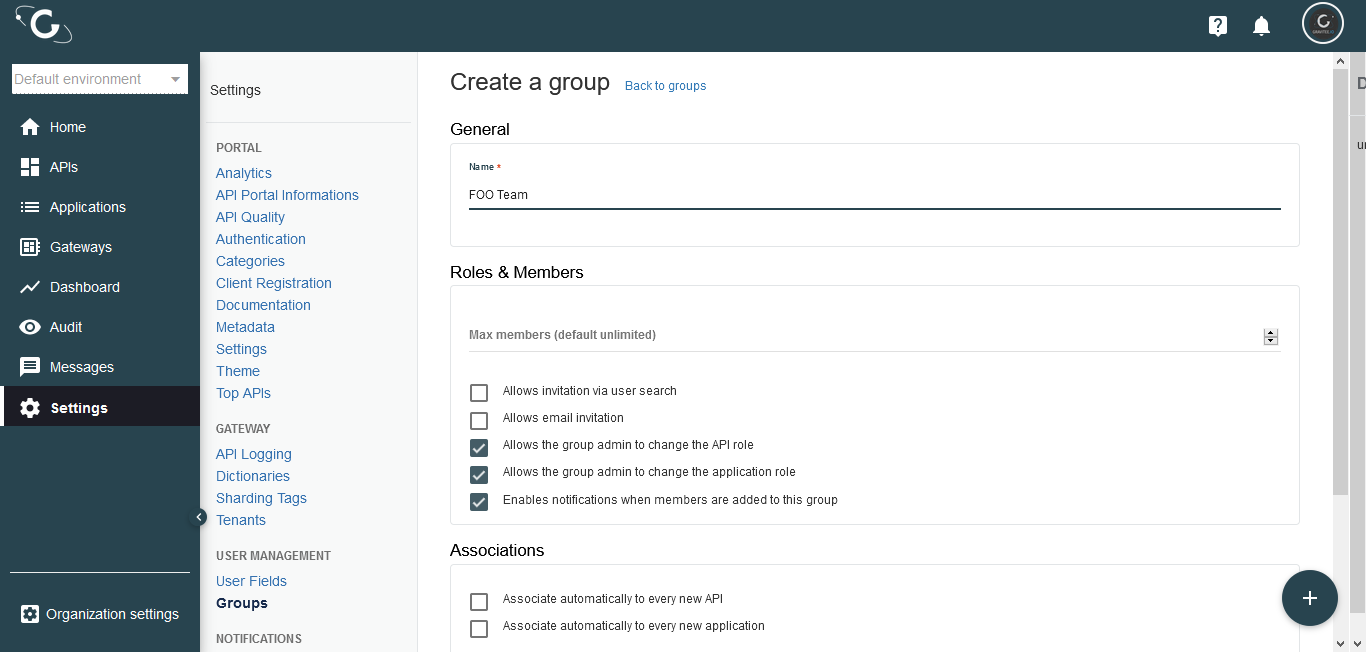 Default environment
Home
APIs
Applications
Gateways
Dashboard
Audit
Messages
Settings
Organization settings
Settings
PORTAL
Analytics
API Portal Informations
API Quality
Authentication
Categories
Client Registration
Documentation
Metadata
Settings
Theme
Top APIs
GATEWAY
API Logging
Dictionaries
Sharding Tags
Tenants
USER MANAGEMENT
User Fields
Groups
NOTIFICATIONS
Create a group Back to groups
General
Name *
FOO Team
Roles & Members
Max members (default unlimited)
Allows invitation via user search
Allows email invitation
Allows the group admin to change the API role
Allows the group admin to change the application role
Enables notifications when members are added to this group
Associations
Associate automatically to every new API
Associate automatically to every new application